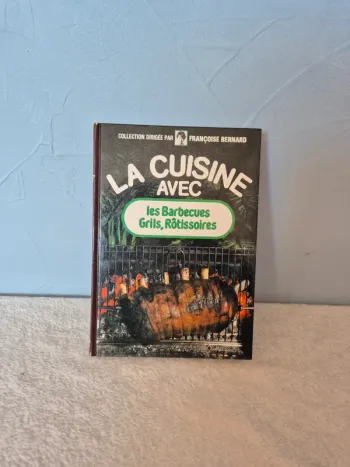 COLLECTION DIRIGÉE PAR FRANÇOISE BERNARD
LA CUISINE
AVEC
les Barbecues
Grils, Rôtissoires